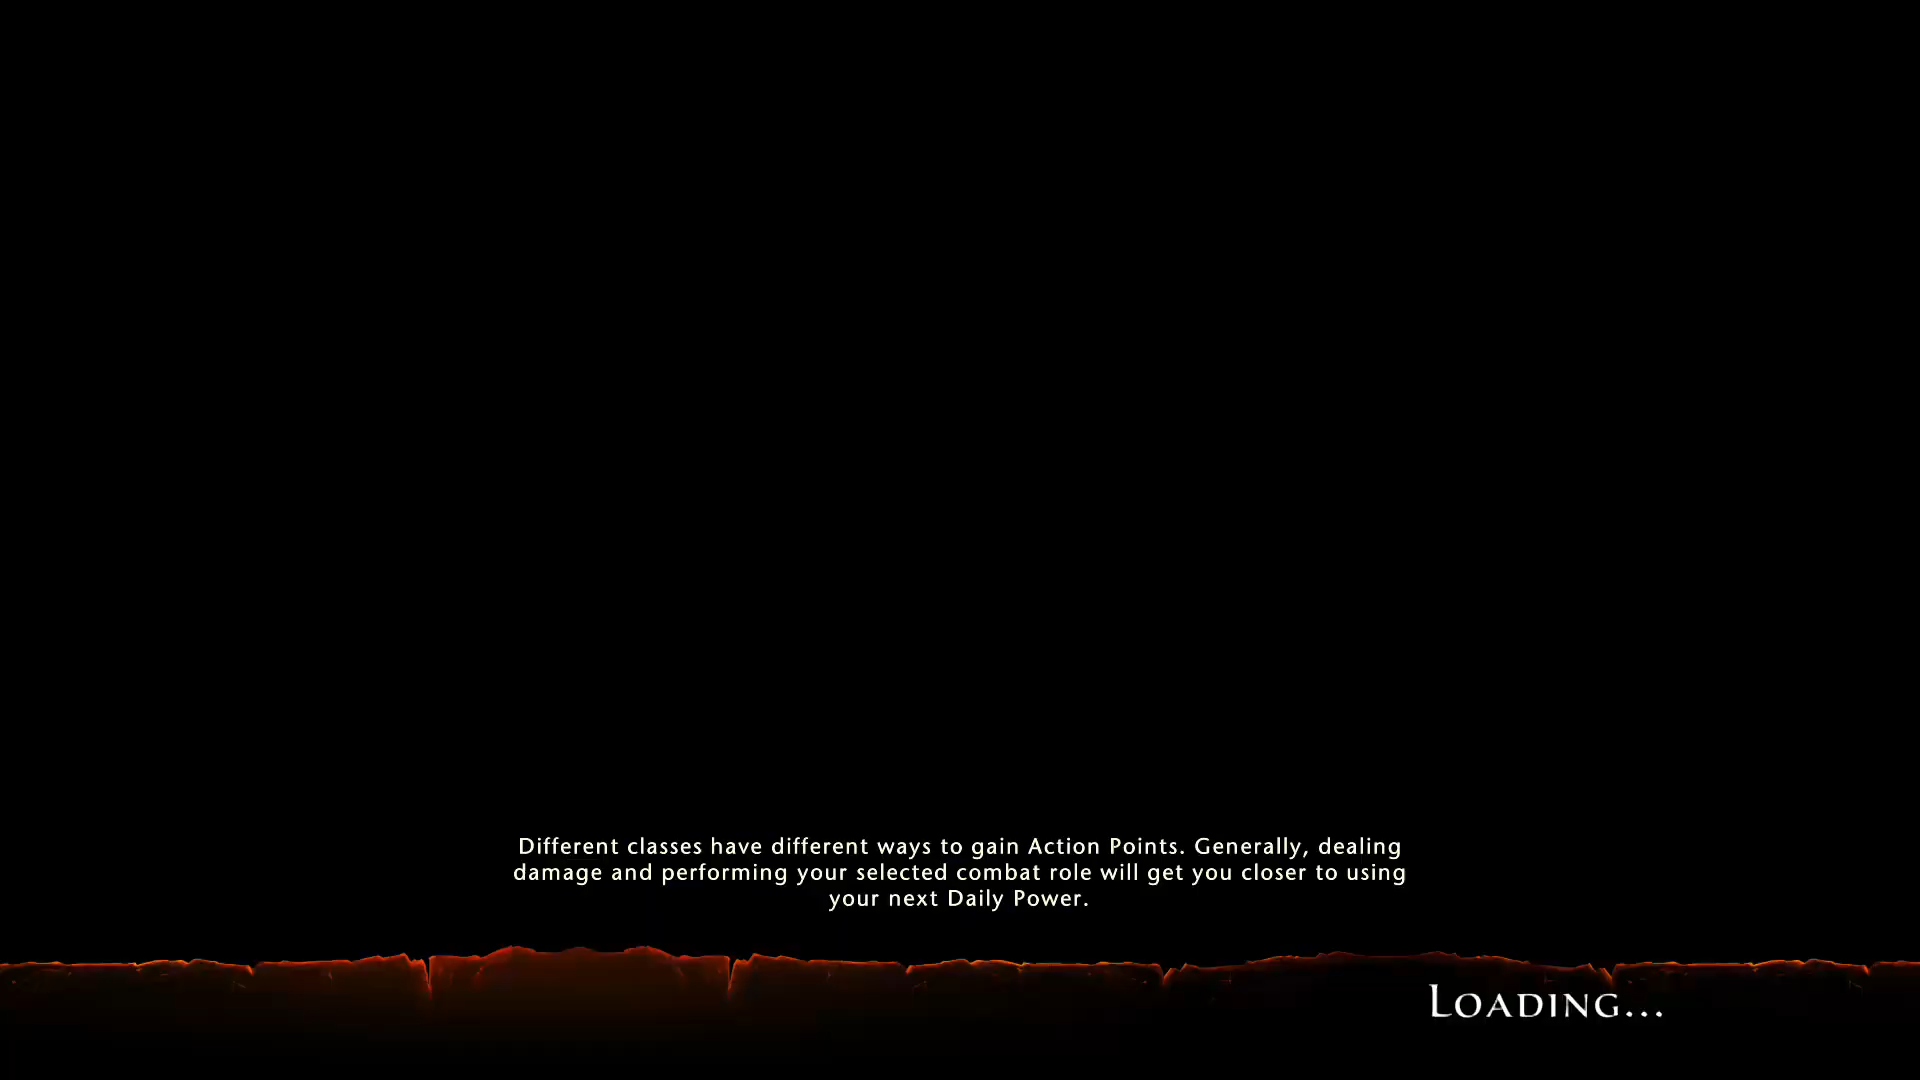 Different classes have different ways to gain Action Points. Generally, dealing
damage and performing your selected combat role will get you closer to using
your next Daily Power.
Loading...